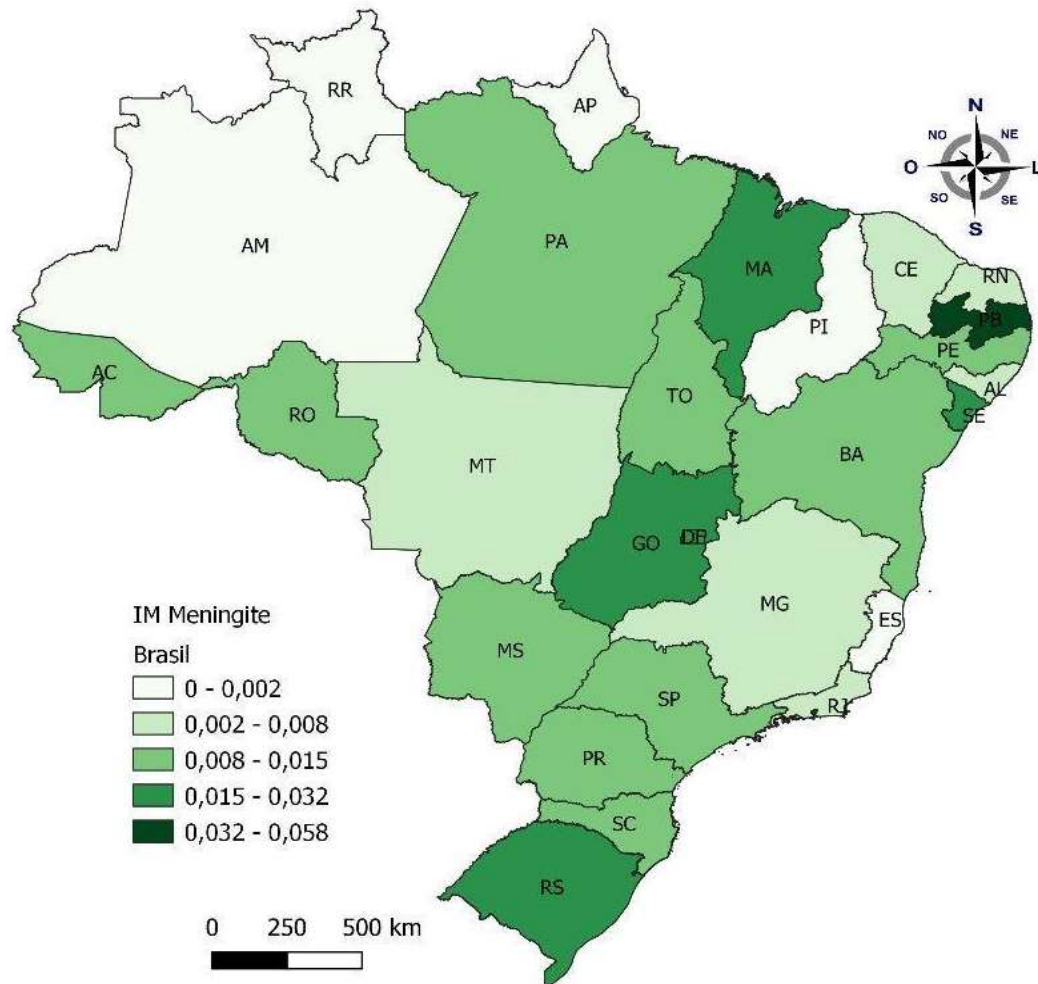 N
NO
NE
O
L
SO
SE
S
RR
AP
AM
PA
MA
CE
RN
PI
PB
PE
AC
AL
TO
SE
RO
BA
MT
GO
DF
MG
ES
MS
SP
RJ
PR
SC
RS
IM Meningite
Brasil
0 - 0,002
0,002 - 0,008
0,008 - 0,015
0,015 - 0,032
0,032 - 0,058
0 250 500 km